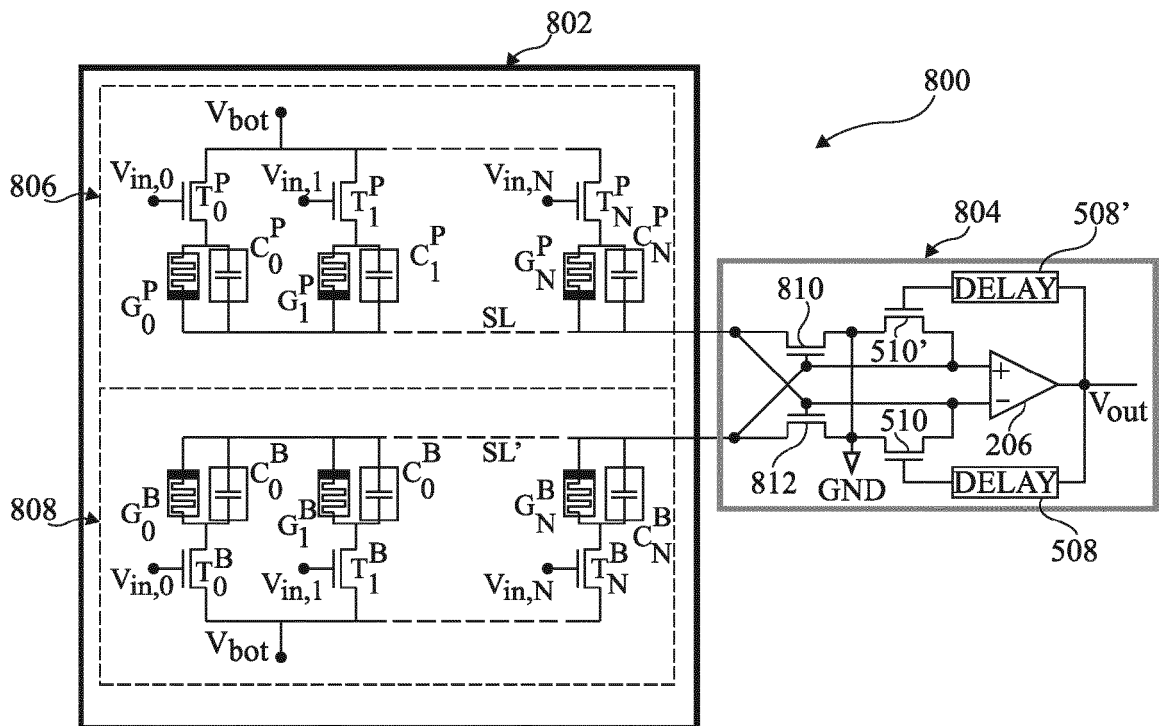 802
800
V_bot
806
V_in,0
T_0^P
V_in,1
T_1^P
V_in,N
T_N^P
C_0^P
C_1^P
C_N^P
G_0^P
G_1^P
G_N^P
SL
804
508’
810
DELAY
510’
+
−
V_out
510
206
812
GND
DELAY
508
SL’
808
G_0^B
C_0^B
G_1^B
C_0^B
G_N^B
C_N^B
V_in,0
T_0^B
V_in,1
T_1^B
V_in,N
T_N^B
V_bot